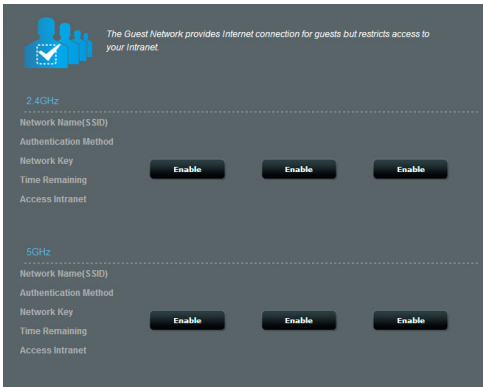 The Guest Network provides Internet connection for guests but restricts access to
your Intranet.
2.4GHz
Network Name(SSID)
Authentication Method
Network Key
Time Remaining
Access Intranet
Enable Enable Enable
5GHz
Network Name(SSID)
Authentication Method
Network Key
Time Remaining
Access Intranet
Enable Enable Enable